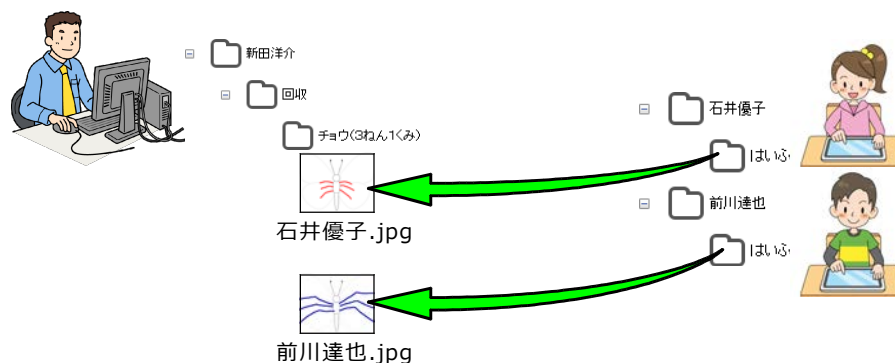 新田洋介
回収
チョウ(3ねん1くみ)
石井優子.jpg
前川達也.jpg
石井優子
はいふ
前川達也
はいふ